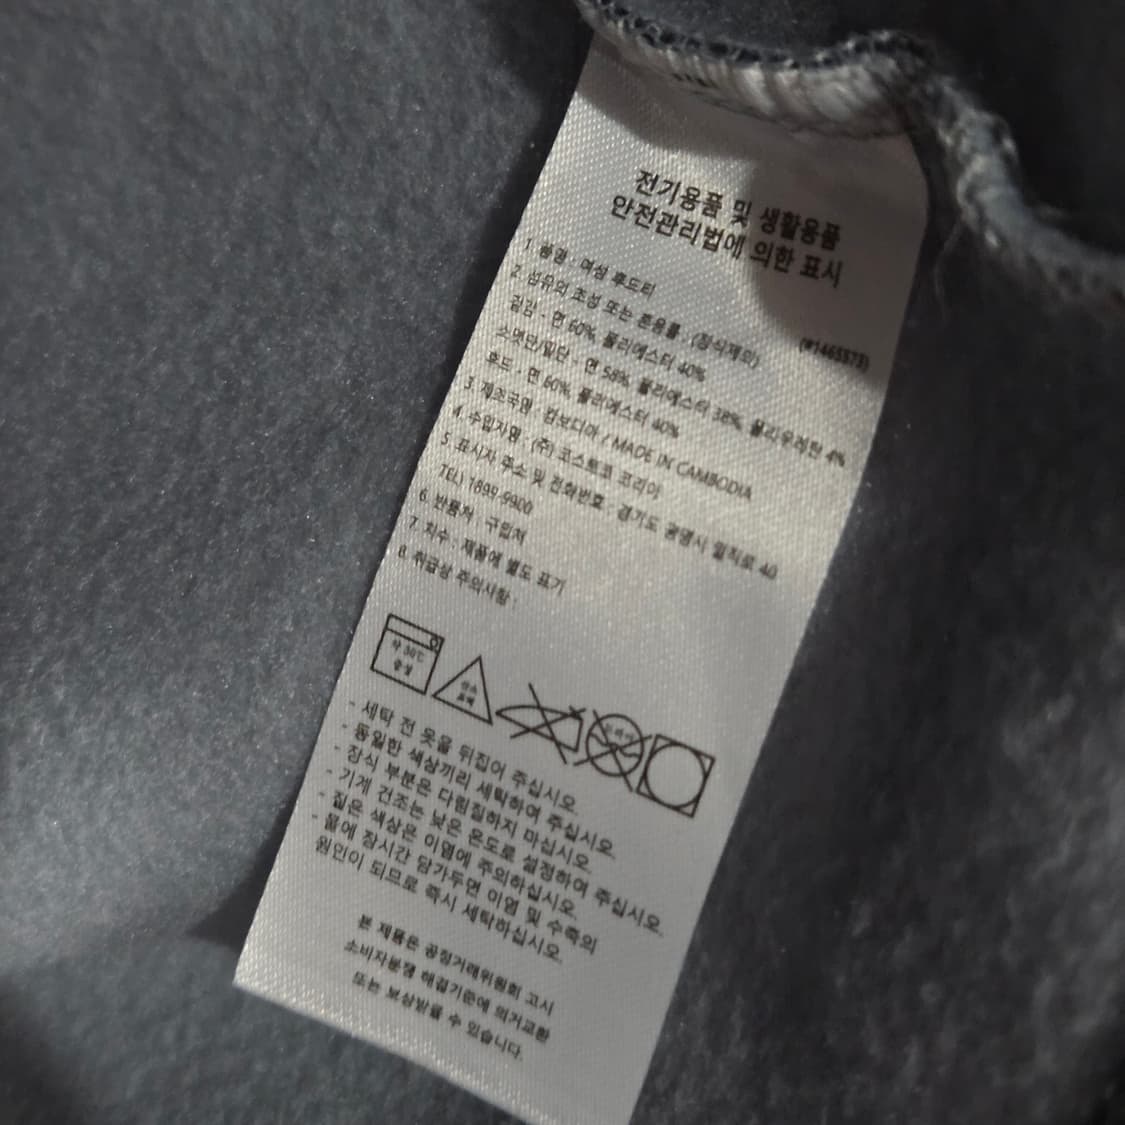 전기용품 및 생활용품
안전관리법에 의한 표시
1. 품명 : 여성 후드티
2. 섬유의 조성 또는 혼용률 : (장식제외) (#1465573)
겉감 - 면 60%, 폴리에스터 40%
소맷단/밑단 - 면 58%, 폴리에스터 38%, 폴리우레탄 4%
후드 - 면 60%, 폴리에스터 40%
3. 제조국명 : 캄보디아 / MADE IN CAMBODIA
4. 수입자명 : (주) 코스트코 코리아
5. 표시자 주소 및 전화번호 : 경기도 광명시 일직로 40
TEL) 1899-9900
6. 반품처 : 구입처
7. 치수 : 제품에 별도 표기
8. 취급상 주의사항 :
약 30℃
중성
산소
표백
드라이
- 세탁 전 옷을 뒤집어 주십시오.
- 동일한 색상끼리 세탁하여 주십시오.
- 장식 부분은 다림질하지 마십시오.
- 기계 건조는 낮은 온도로 설정하여 주십시오.
- 짙은 색상은 이염에 주의하십시오.
- 물에 장시간 담가두면 이염 및 수축의
원인이 되므로 즉시 세탁하십시오.
본 제품은 공정거래위원회 고시
소비자분쟁 해결기준에 의거교환
또는 보상받을 수 있습니다.